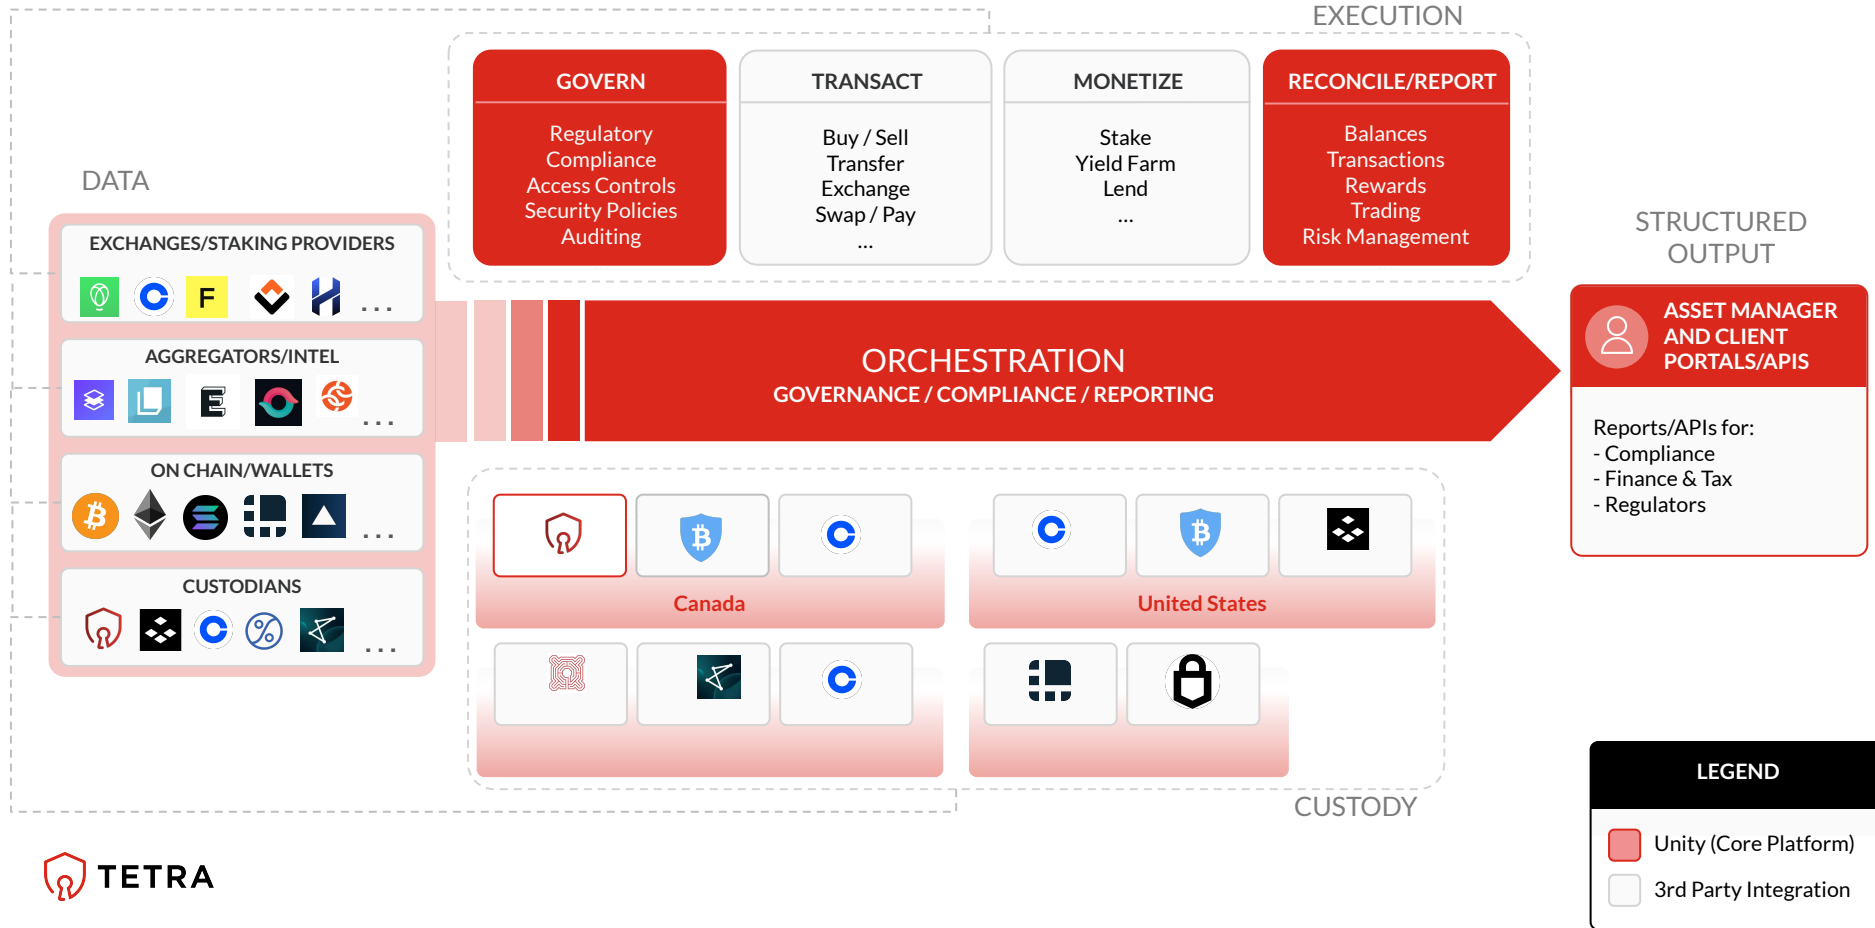 EXECUTION
GOVERN
Regulatory
Compliance
Access Controls
Security Policies
Auditing
TRANSACT
Buy / Sell
Transfer
Exchange
Swap / Pay
...
MONETIZE
Stake
Yield Farm
Lend
...
RECONCILE/REPORT
Balances
Transactions
Rewards
Trading
Risk Management
DATA
EXCHANGES/STAKING PROVIDERS
F
...
AGGREGATORS/INTEL
...
ON CHAIN/WALLETS
...
CUSTODIANS
...
ORCHESTRATION
GOVERNANCE / COMPLIANCE / REPORTING
STRUCTURED
OUTPUT
ASSET MANAGER
AND CLIENT
PORTALS/APIS
Reports/APIs for:
- Compliance
- Finance & Tax
- Regulators
Canada
United States
CUSTODY
LEGEND
Unity (Core Platform)
3rd Party Integration
TETRA